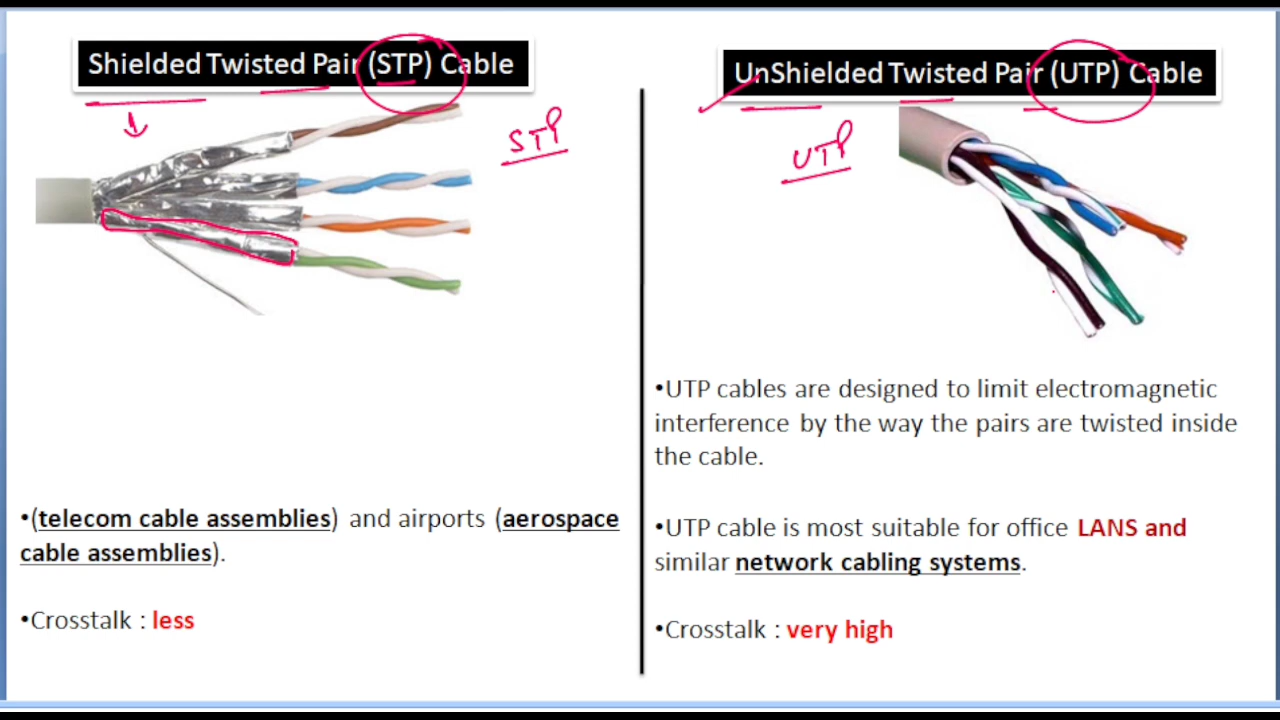 Shielded Twisted Pair (STP) Cable
STP
•(telecom cable assemblies) and airports (aerospace
cable assemblies).
•Crosstalk : less
UnShielded Twisted Pair (UTP) Cable
UTP
•UTP cables are designed to limit electromagnetic
interference by the way the pairs are twisted inside
the cable.
•UTP cable is most suitable for office LANS and
similar network cabling systems.
•Crosstalk : very high